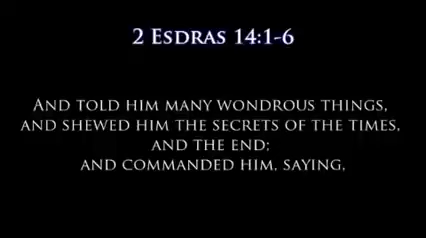 2 Esdras 14:1-6
And told him many wondrous things,
and shewed him the secrets of the times,
and the end;
and commanded him, saying,